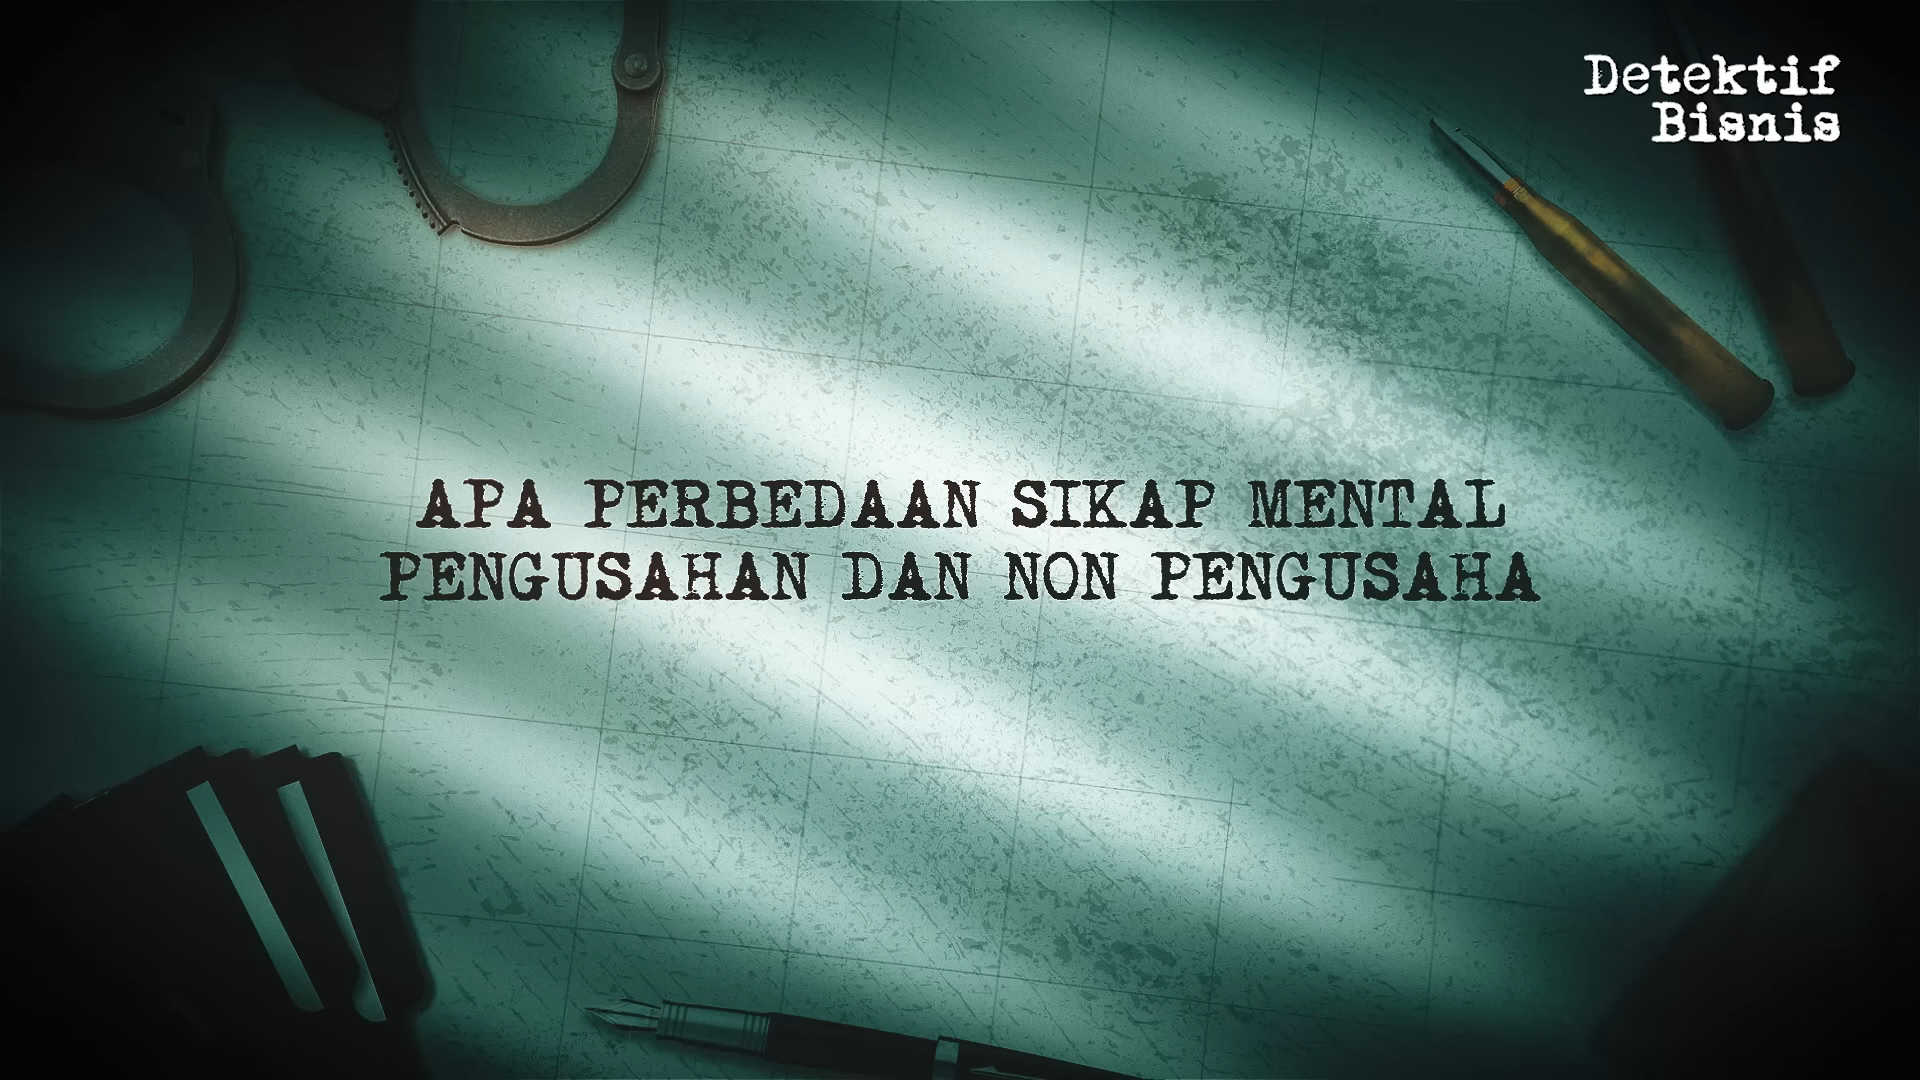 Detektif
Bisnis
APA PERBEDAAN SIKAP MENTAL
PENGUSAHAN DAN NON PENGUSAHA